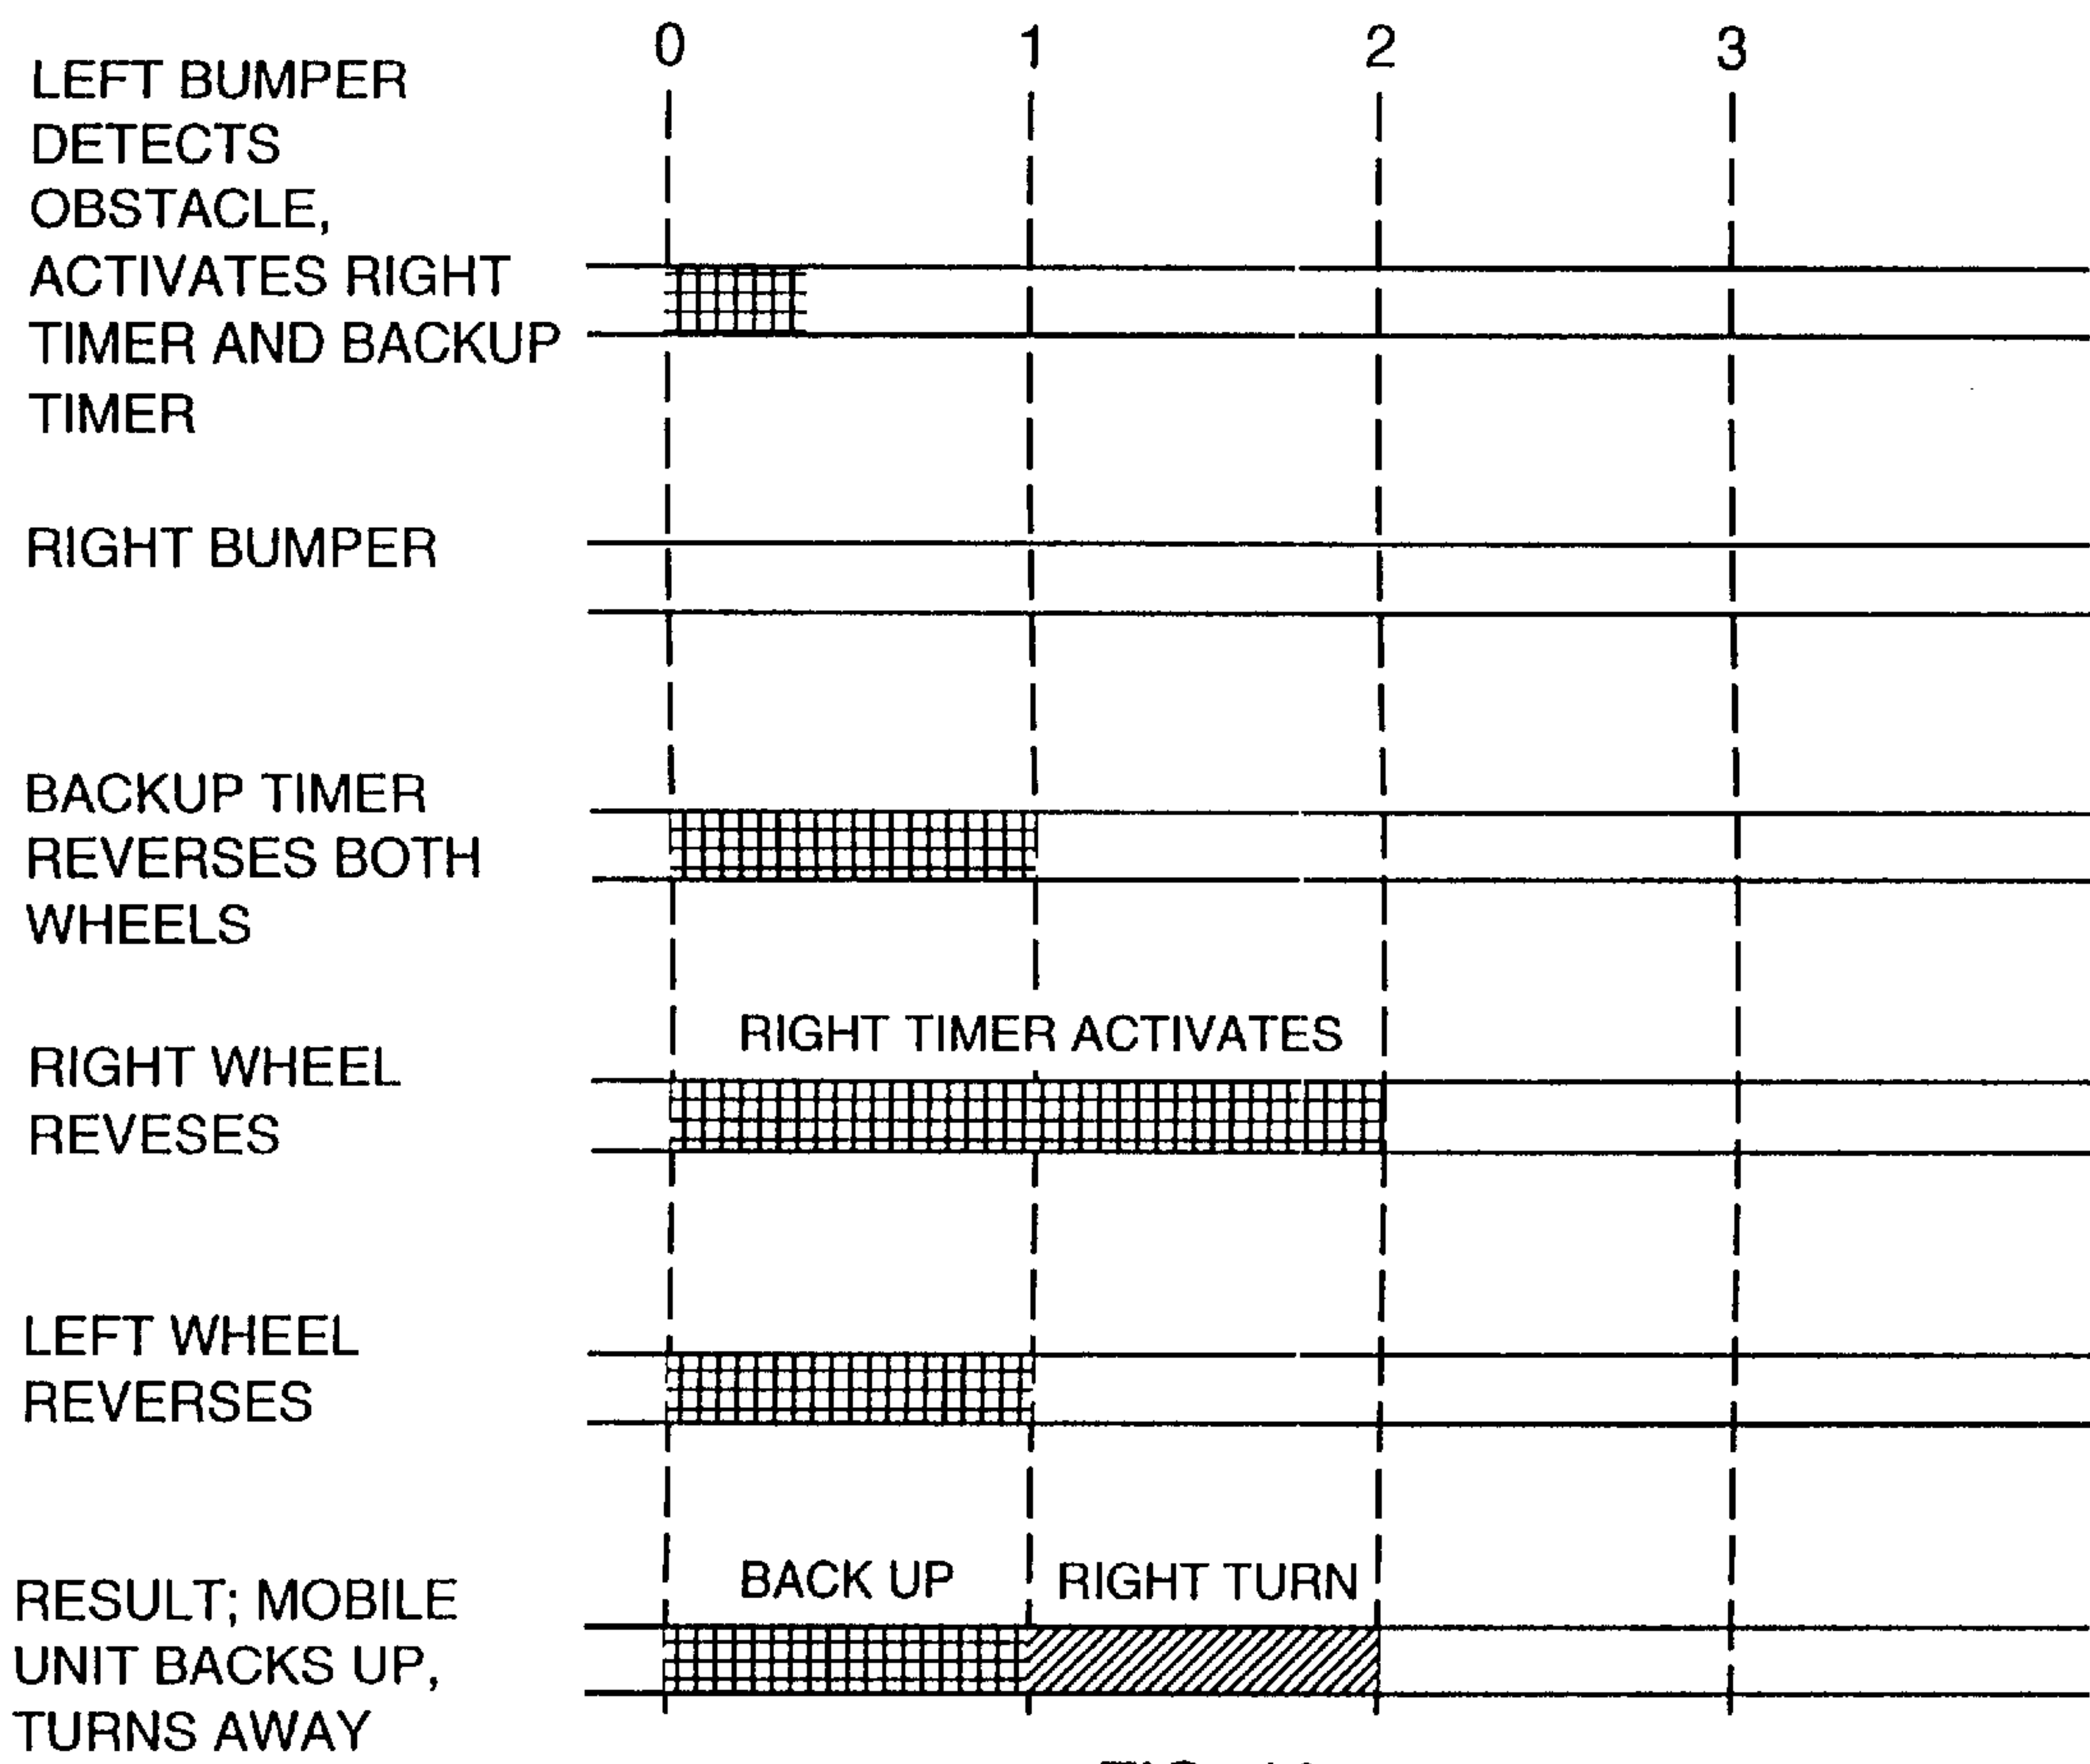 0 1 2 3
LEFT BUMPER
DETECTS
OBSTACLE,
ACTIVATES RIGHT
TIMER AND BACKUP
TIMER
RIGHT BUMPER
BACKUP TIMER
REVERSES BOTH
WHEELS
RIGHT TIMER ACTIVATES
RIGHT WHEEL
REVESES
LEFT WHEEL
REVERSES
BACK UP RIGHT TURN
RESULT; MOBILE
UNIT BACKS UP,
TURNS AWAY